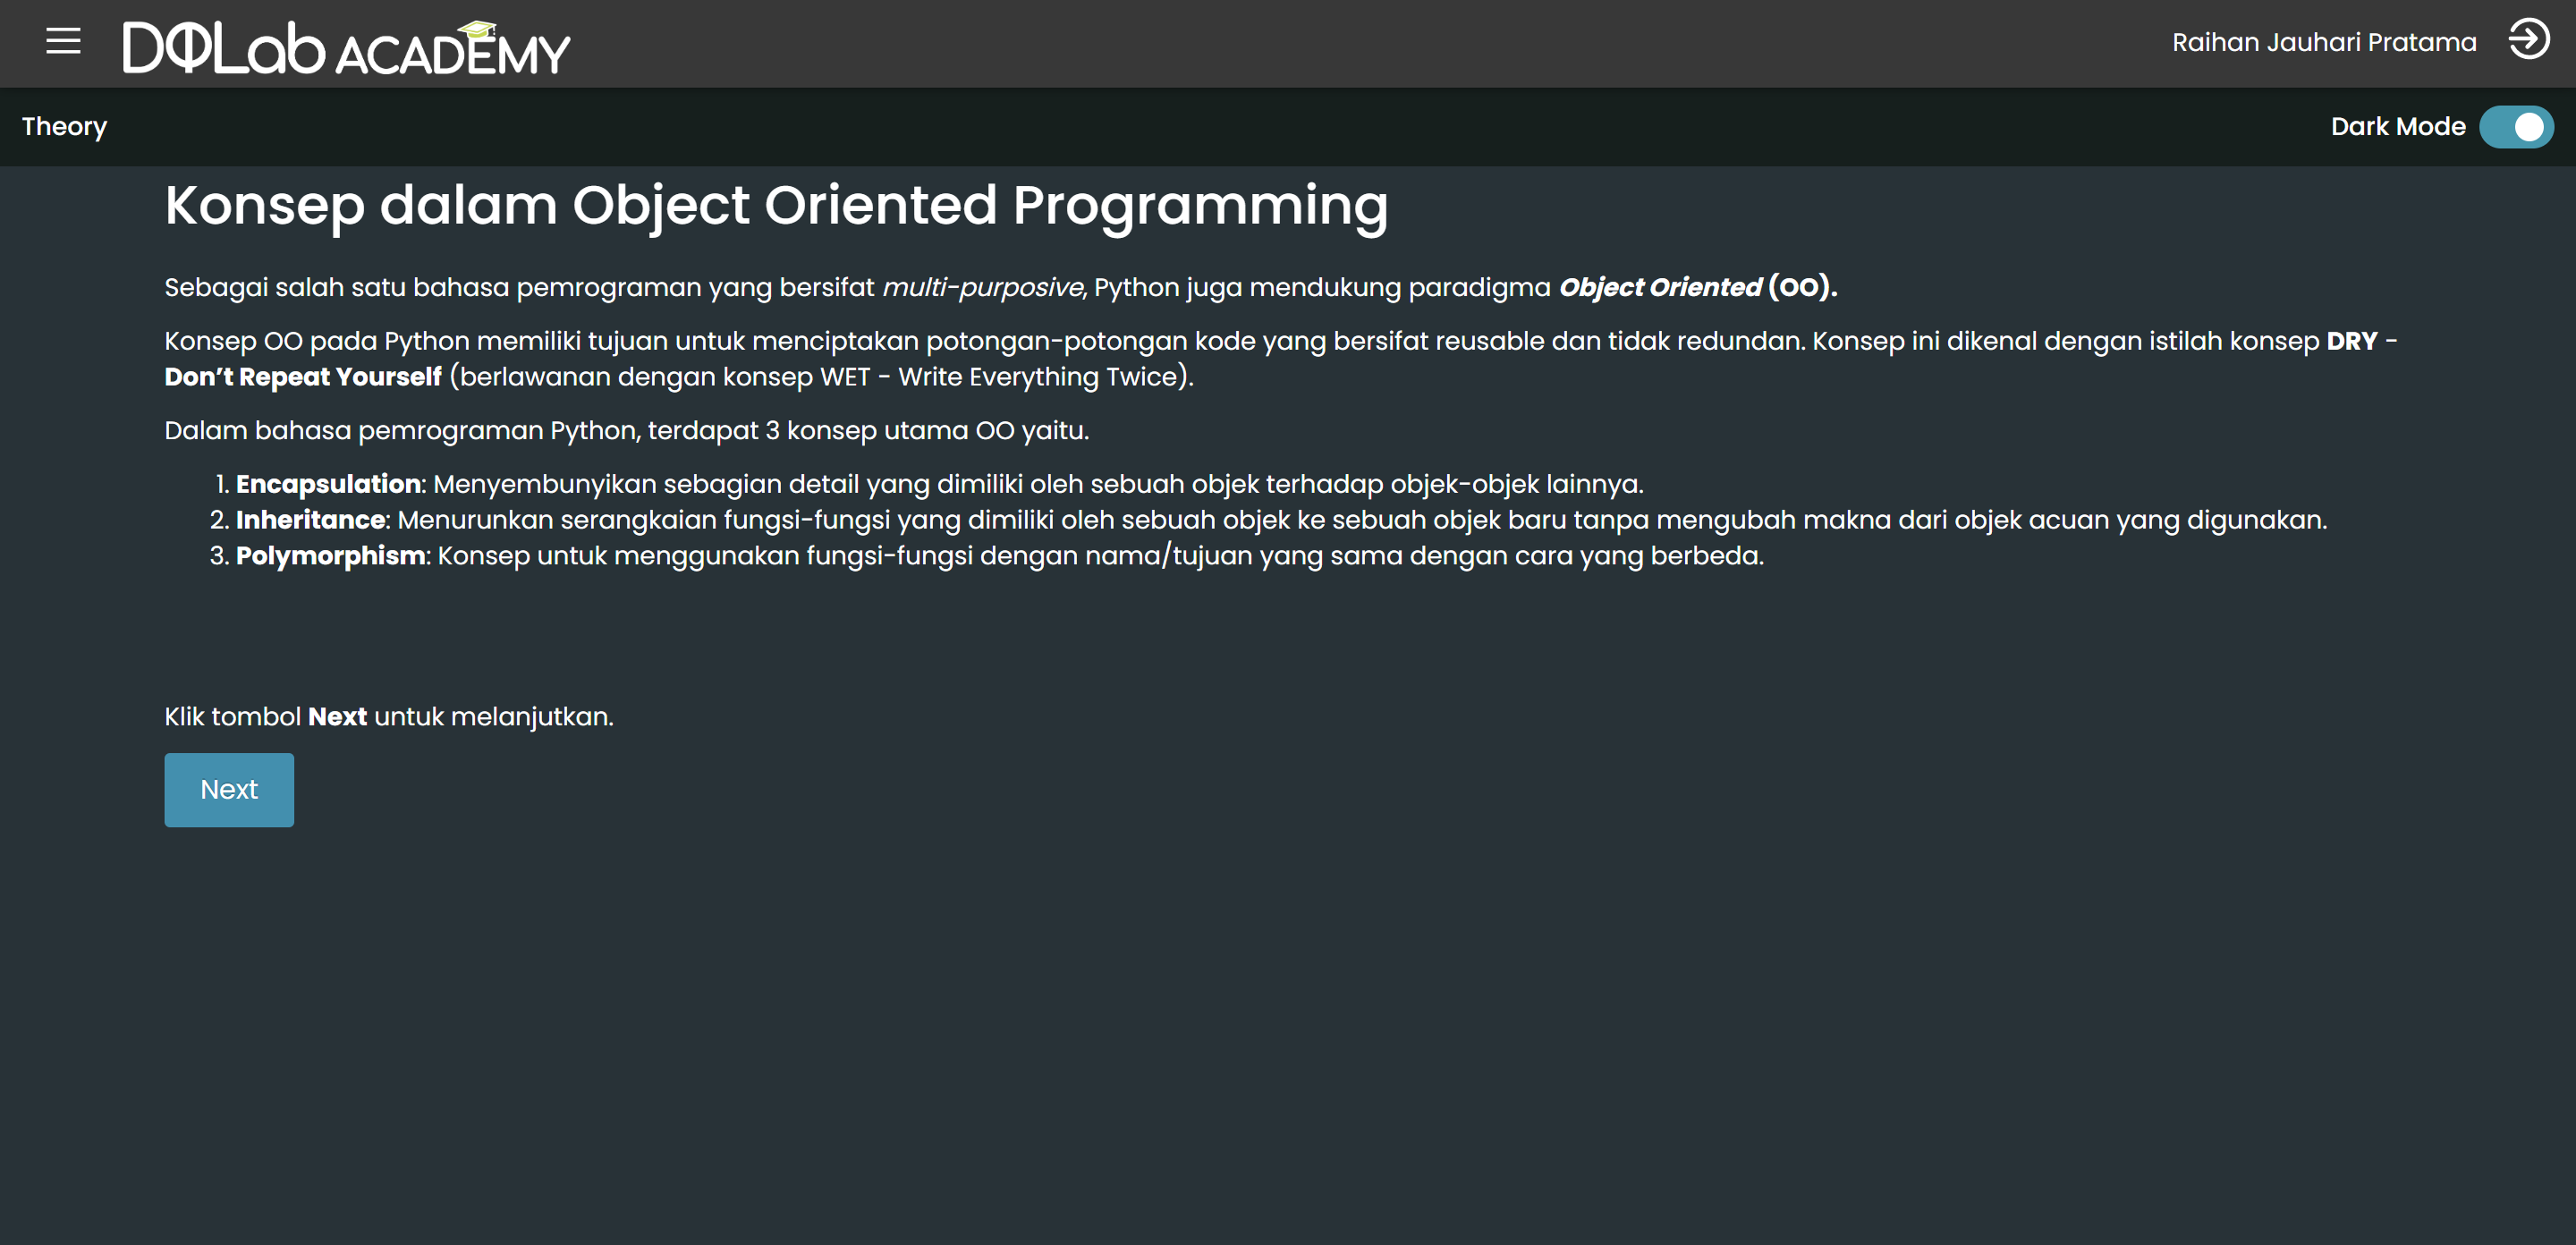 DQLab ACADEMY
Raihan Jauhari Pratama
Theory
Dark Mode
Konsep dalam Object Oriented Programming
Sebagai salah satu bahasa pemrograman yang bersifat multi-purposive, Python juga mendukung paradigma Object Oriented (OO).
Konsep OO pada Python memiliki tujuan untuk menciptakan potongan-potongan kode yang bersifat reusable dan tidak redundan. Konsep ini dikenal dengan istilah konsep DRY -
Don’t Repeat Yourself (berlawanan dengan konsep WET - Write Everything Twice).
Dalam bahasa pemrograman Python, terdapat 3 konsep utama OO yaitu.
1. Encapsulation: Menyembunyikan sebagian detail yang dimiliki oleh sebuah objek terhadap objek-objek lainnya.
2. Inheritance: Menurunkan serangkaian fungsi-fungsi yang dimiliki oleh sebuah objek ke sebuah objek baru tanpa mengubah makna dari objek acuan yang digunakan.
3. Polymorphism: Konsep untuk menggunakan fungsi-fungsi dengan nama/tujuan yang sama dengan cara yang berbeda.
Klik tombol Next untuk melanjutkan.
Next